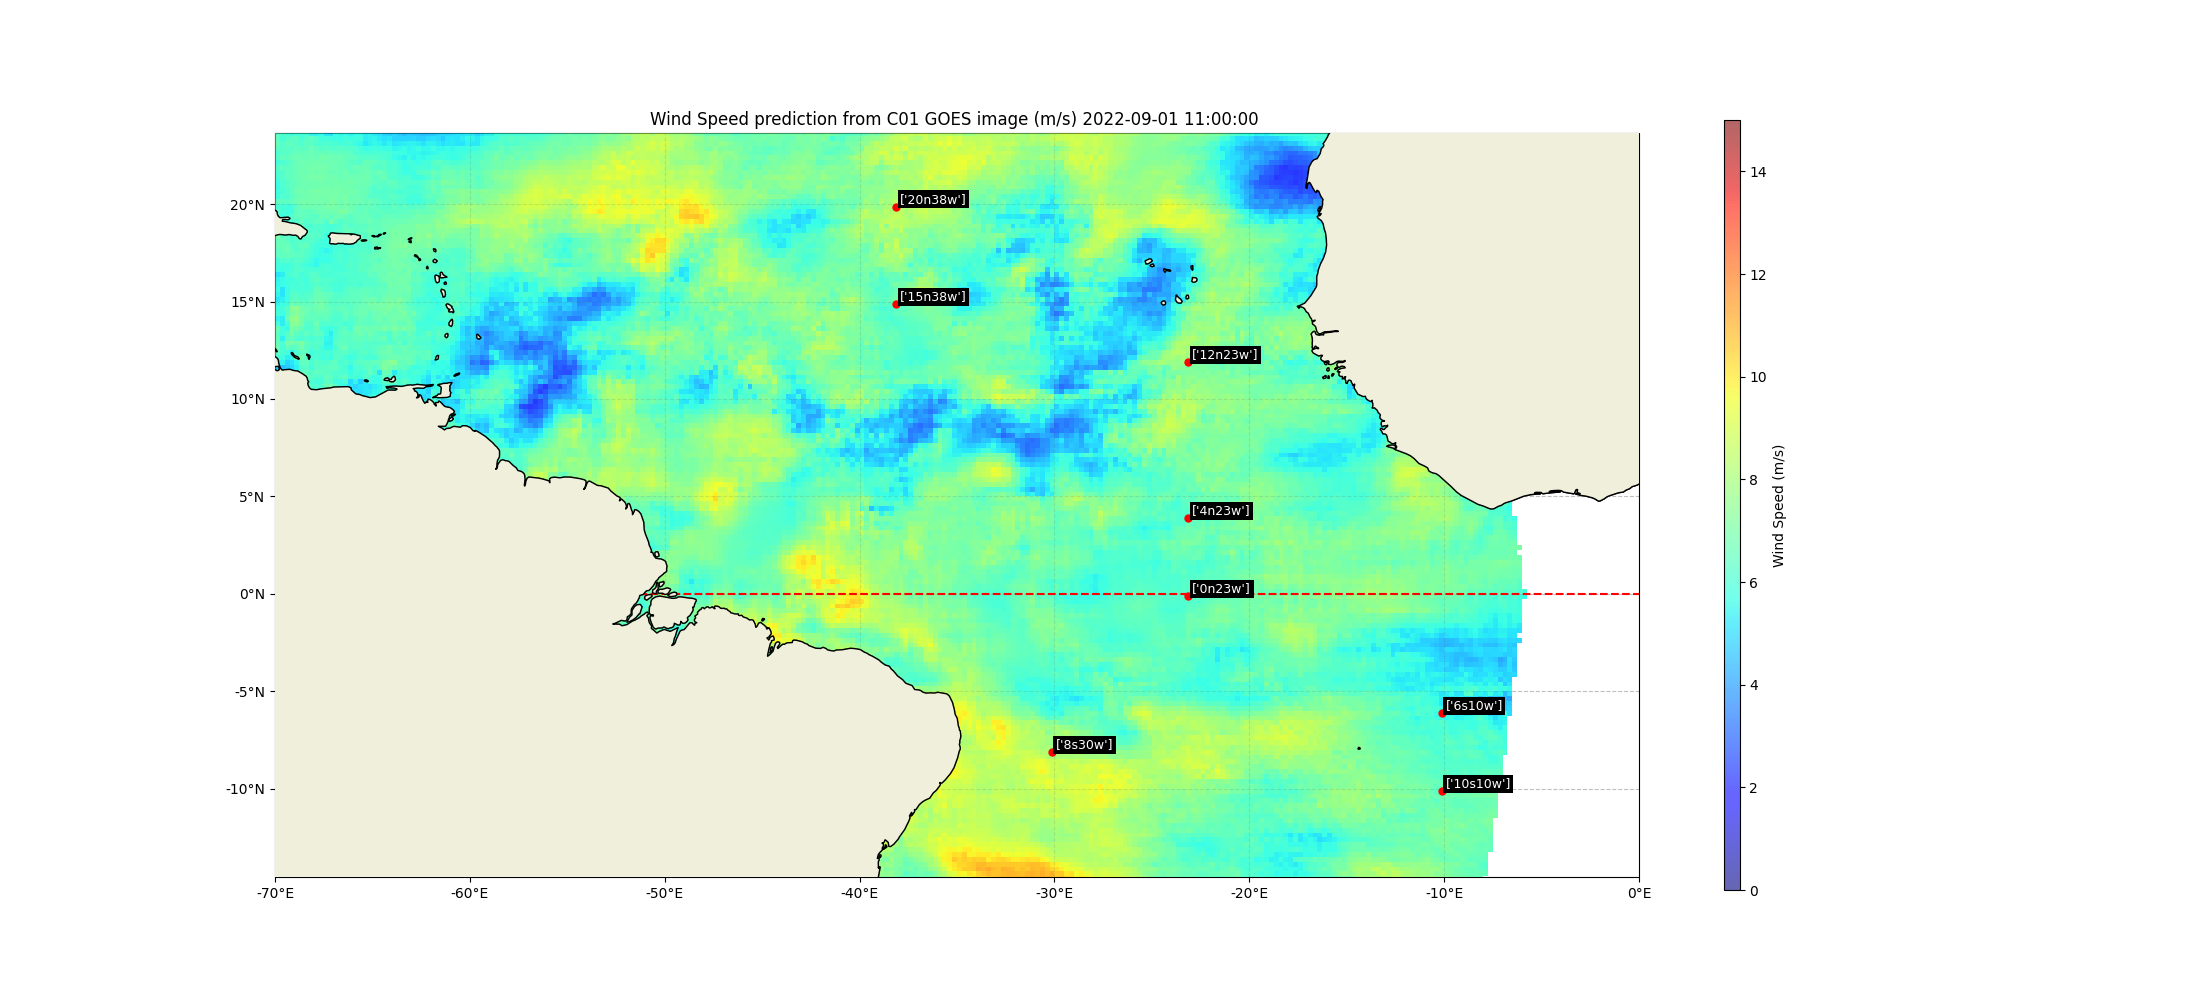 Wind Speed prediction from C01 GOES image (m/s) 2022-09-01 11:00:00
20°N
15°N
10°N
5°N
0°N
-5°N
-10°N
-70°E
-60°E
-50°E
-40°E
-30°E
-20°E
-10°E
0°E
['20n38w']
['15n38w']
['12n23w']
['4n23w']
['0n23w']
['6s10w']
['8s30w']
['10s10w']
14
12
10
8
6
4
2
0
Wind Speed (m/s)